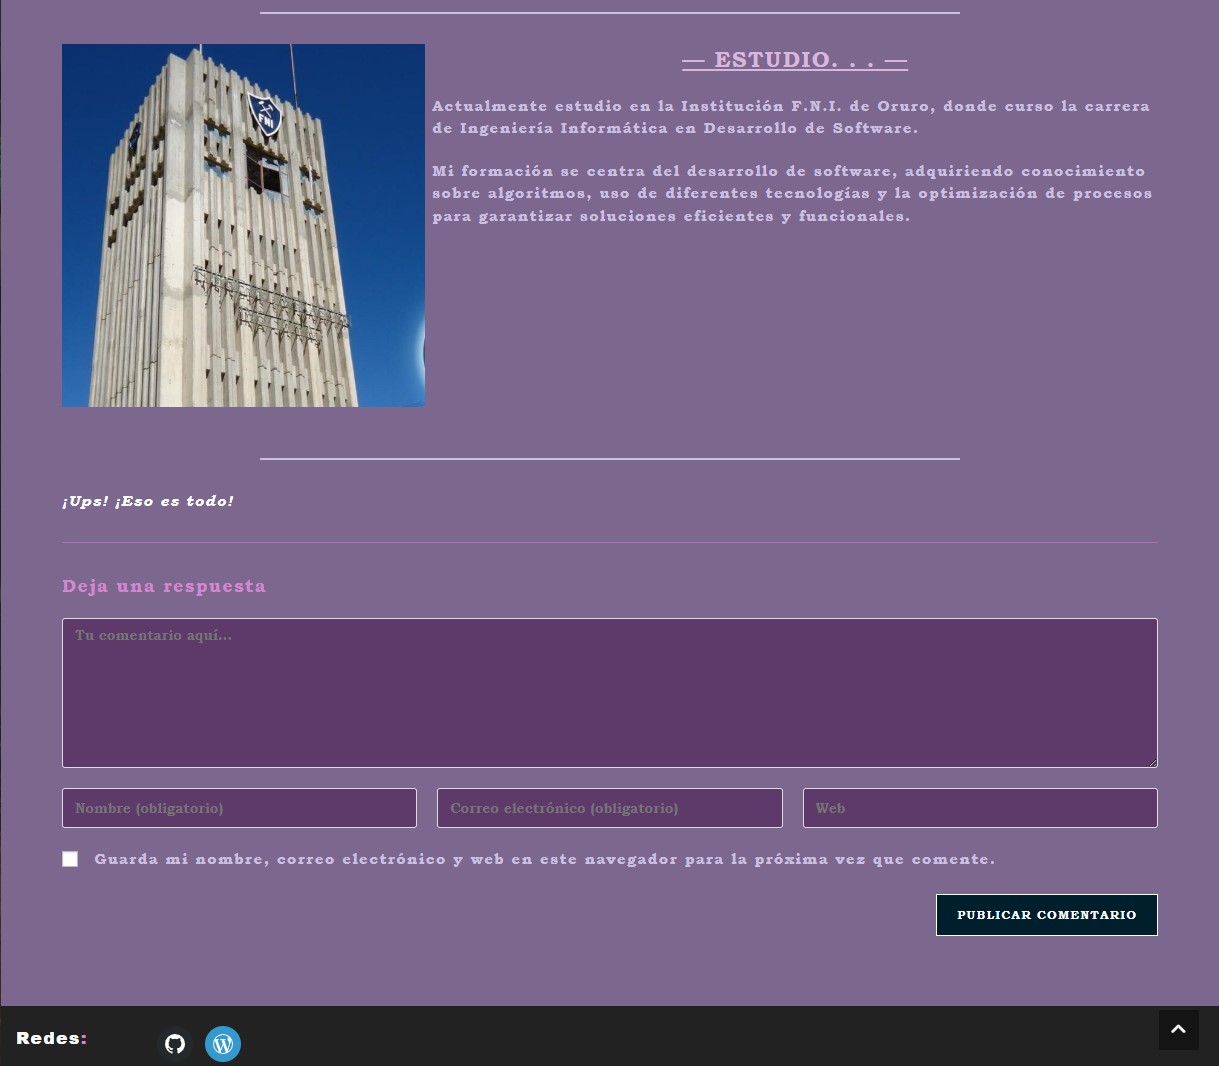 — ESTUDIO. . . —
FNI
Actualmente estudio en la Institución F.N.I. de Oruro, donde curso la carrera
de Ingeniería Informática en Desarrollo de Software.
Mi formación se centra del desarrollo de software, adquiriendo conocimiento
sobre algoritmos, uso de diferentes tecnologías y la optimización de procesos
para garantizar soluciones eficientes y funcionales.
¡Ups! ¡Eso es todo!
Deja una respuesta
Tu comentario aquí...
Nombre (obligatorio)
Correo electrónico (obligatorio)
Web
Guarda mi nombre, correo electrónico y web en este navegador para la próxima vez que comente.
PUBLICAR COMENTARIO
Redes: